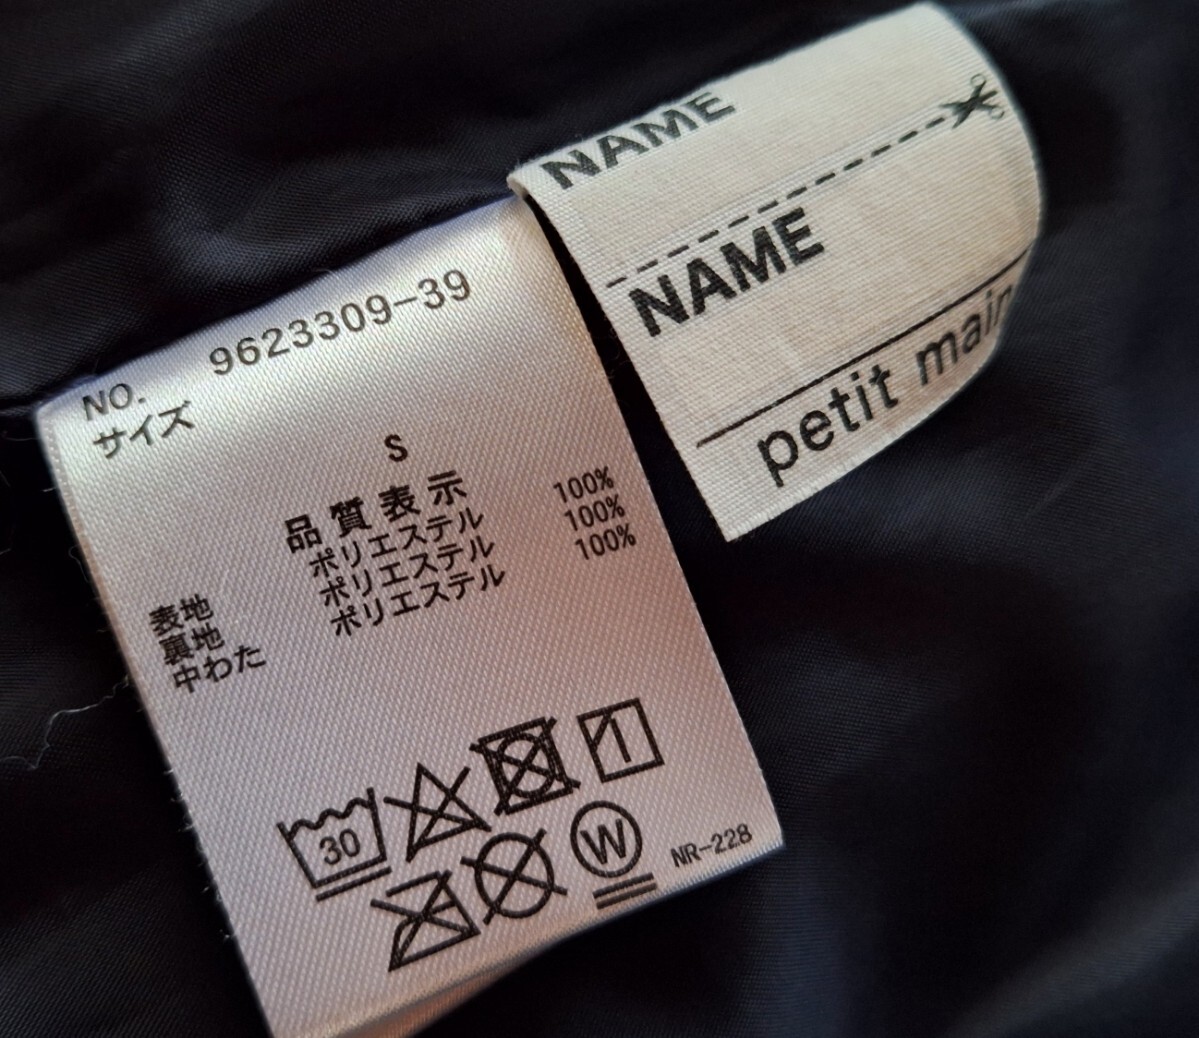 NO. 9623309-39
サイズ
S
品質表示
表地 ポリエステル 100%
裏地 ポリエステル 100%
中わた ポリエステル 100%
30
W
NR-228
NAME
NAME
petit main